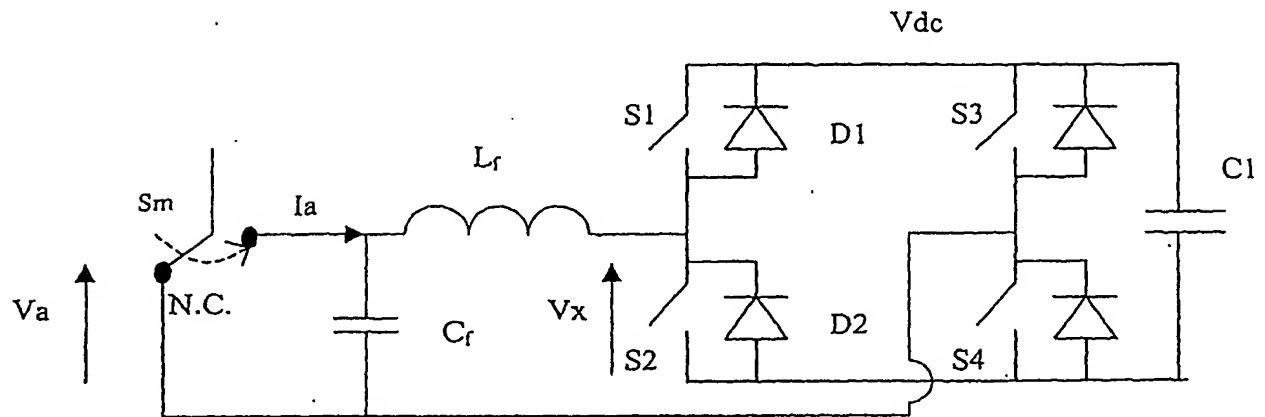 Vdc
S1
D1
S3
C1
Lf
Sm
Ia
Va
N.C.
Cf
Vx
S2
D2
S4